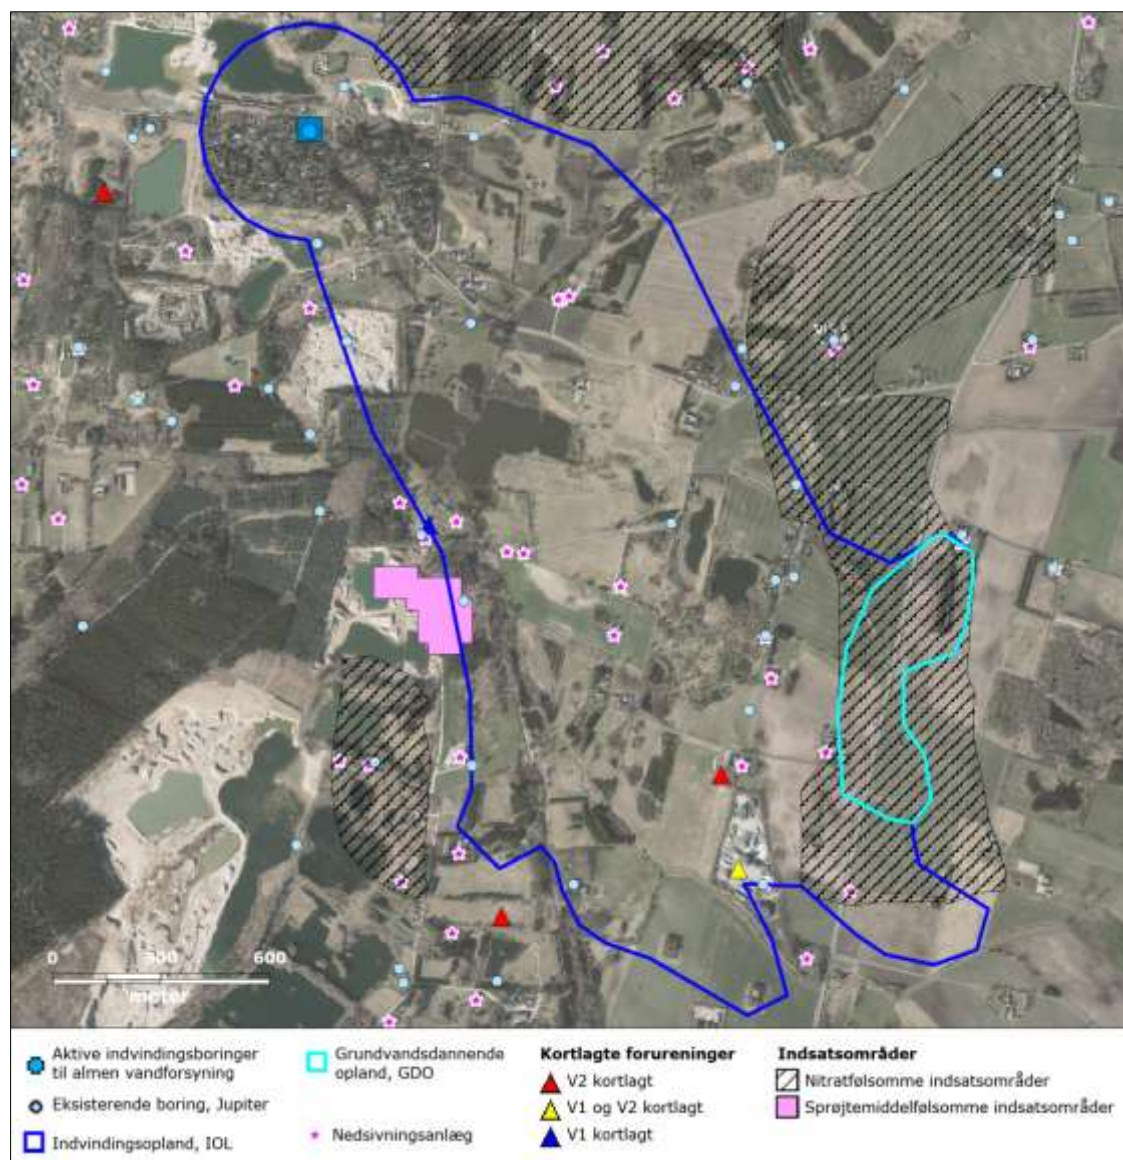 0 300 600
meter
Aktive indvindingsboringer
til almen vandforsyning
Eksisterende boring, Jupiter
Indvindingsopland, IOL
Grundvandsdannende
opland, GDO
Nedsivningsanlæg
Kortlagte forureninger
V2 kortlagt
V1 og V2 kortlagt
V1 kortlagt
Indsatsområder
Nitratfølsomme indsatsområder
Sprøjtemiddelfølsomme indsatsområder